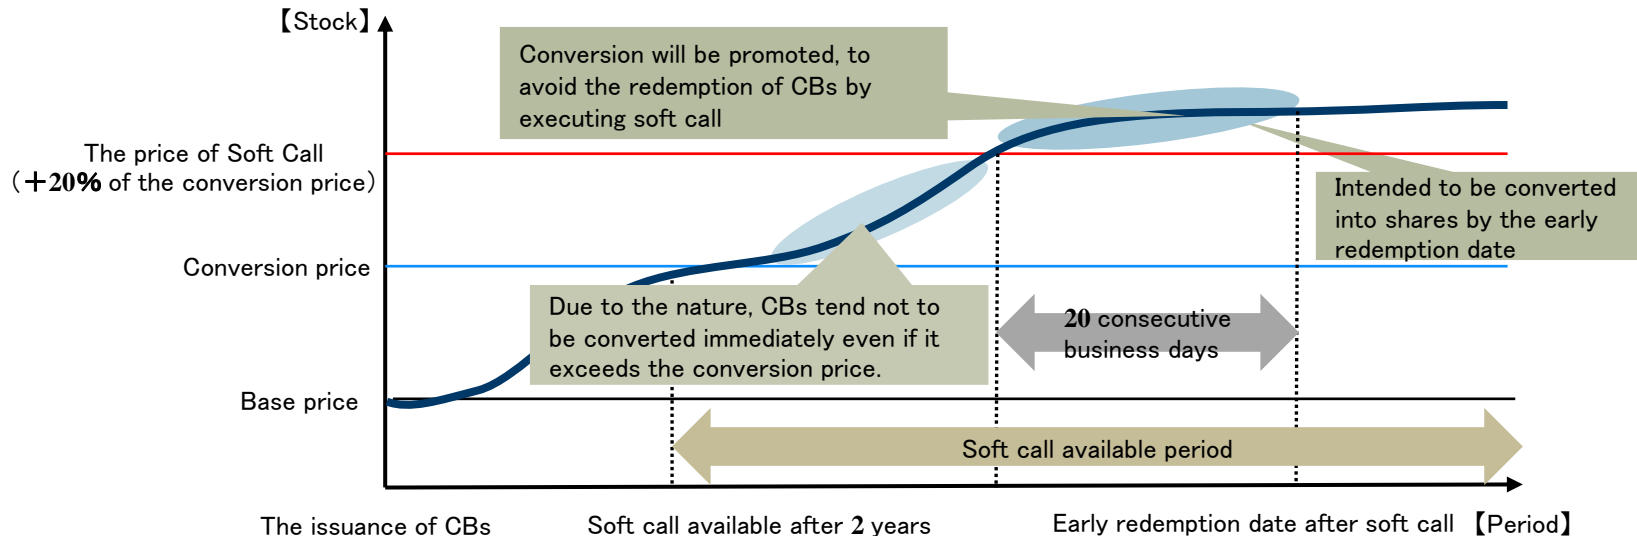 【Stock】
Conversion will be promoted, to
avoid the redemption of CBs by
executing soft call
The price of Soft Call
（＋20% of the conversion price）
Intended to be converted
into shares by the early
redemption date
Conversion price
Due to the nature, CBs tend not to
be converted immediately even if it
exceeds the conversion price.
20 consecutive
business days
Base price
Soft call available period
The issuance of CBs
Soft call available after 2 years
Early redemption date after soft call
【Period】